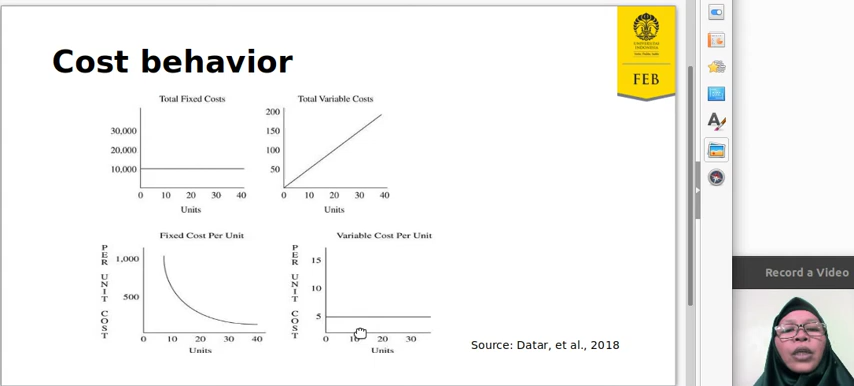 Cost behavior
UNIVERSITAS
INDONESIA
FEB
Total Fixed Costs
30,000
20,000
10,000
0 10 20 30 40
Units
Total Variable Costs
200
150
100
50
0 10 20 30 40
Units
Fixed Cost Per Unit
PER UNIT COST
1,000
500
0 10 20 30 40
Units
Variable Cost Per Unit
PER UNIT COST
15
10
5
0 20 30
Units
Source: Datar, et al., 2018
Record a Video